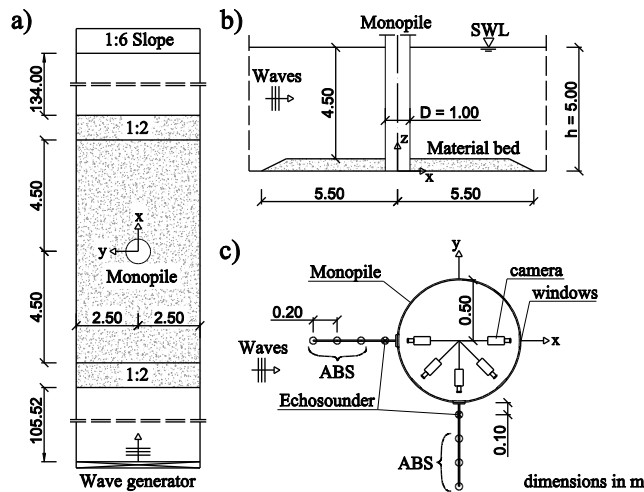 a)
1:6 Slope
134.00
1:2
4.50
x
y
Monopile
4.50
2.50
2.50
1:2
105.52
Wave generator
b)
Monopile
SWL
Waves
4.50
D = 1.00
h = 5.00
z
Material bed
x
5.50
5.50
c)
y
Monopile
camera
windows
0.50
0.20
x
Waves
ABS
Echosounder
0.10
ABS
dimensions in m